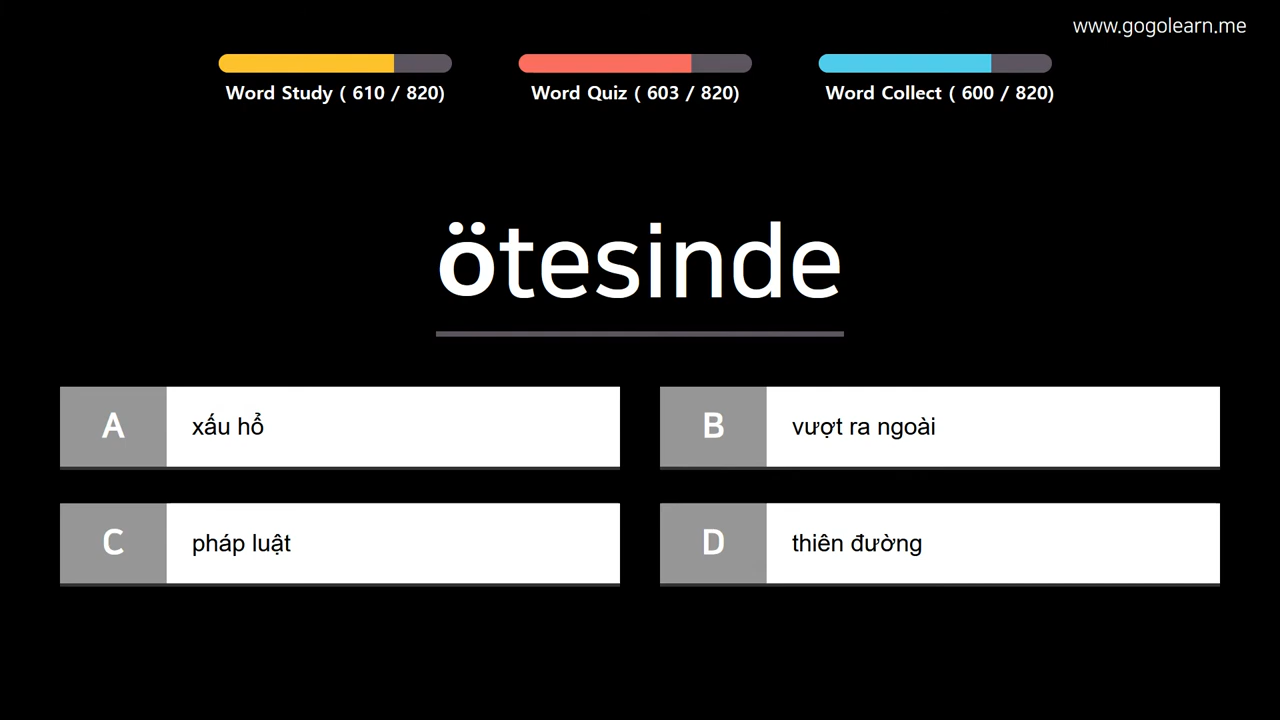 www.gogolearn.me
Word Study ( 610 / 820)
Word Quiz ( 603 / 820)
Word Collect ( 600 / 820)
ötesinde
A
xấu hổ
B
vượt ra ngoài
C
pháp luật
D
thiên đường